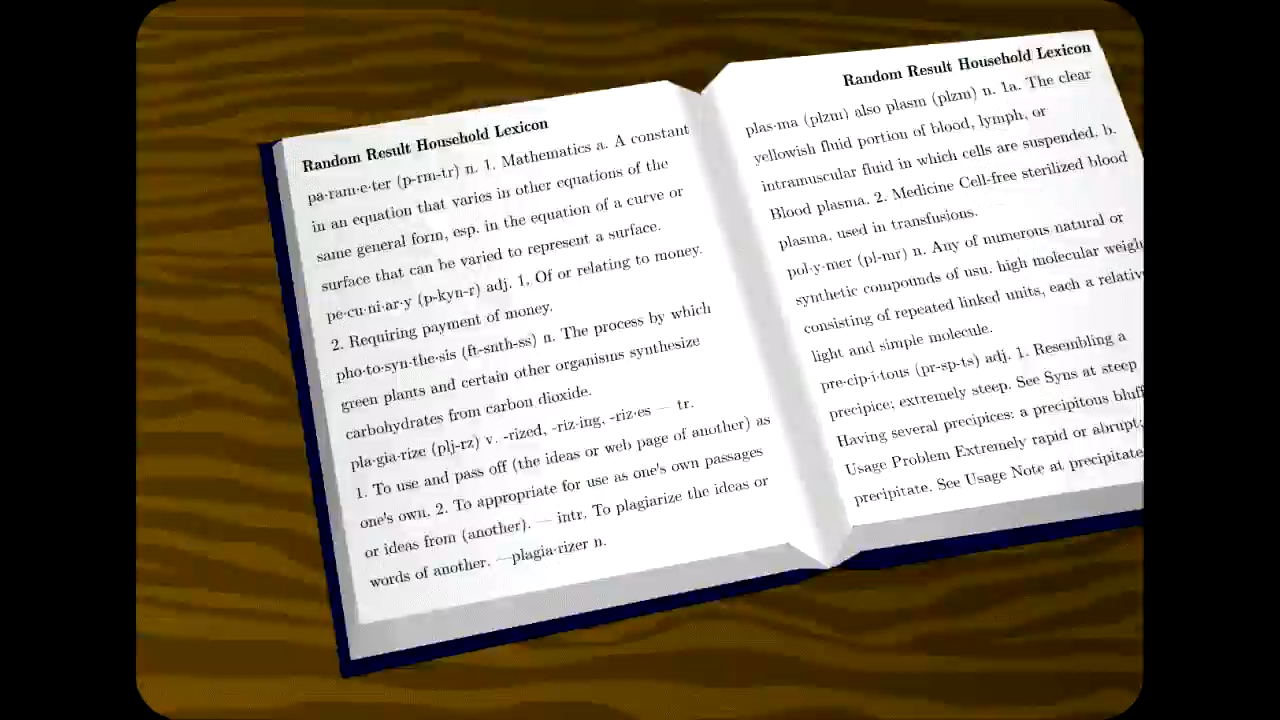 Random Result Household Lexicon
pa·ram·e·ter (p-rm-tr) n. 1. Mathematics a. A constant
in an equation that varies in other equations of the
same general form, esp. in the equation of a curve or
surface that can be varied to represent a surface.
pe·cu·ni·ar·y (p-kyn-r) adj. 1. Of or relating to money.
2. Requiring payment of money.
pho·to·syn·the·sis (ft-snth-ss) n. The process by which
green plants and certain other organisms synthesize
carbohydrates from carbon dioxide.
pla·gia·rize (plj-rz) v. -rized, -riz·ing, -riz·es — tr.
1. To use and pass off (the ideas or web page of another) as
one's own. 2. To appropriate for use as one's own passages
or ideas from (another). — intr. To plagiarize the ideas or
words of another. —plagia·rizer n.
Random Result Household Lexicon
plas·ma (plzm) also plasm (plzm) n. 1a. The clear
yellowish fluid portion of blood, lymph, or
intramuscular fluid in which cells are suspended. b.
Blood plasma. 2. Medicine Cell-free sterilized blood
plasma, used in transfusions.
pol·y·mer (pl-mr) n. Any of numerous natural or
synthetic compounds of usu. high molecular weigh
consisting of repeated linked units, each a relative
light and simple molecule.
pre·cip·i·tous (pr-sp-ts) adj. 1. Resembling a
precipice; extremely steep. See Syns at steep
Having several precipices: a precipitous bluff
Usage Problem Extremely rapid or abrupt;
precipitate. See Usage Note at precipitate